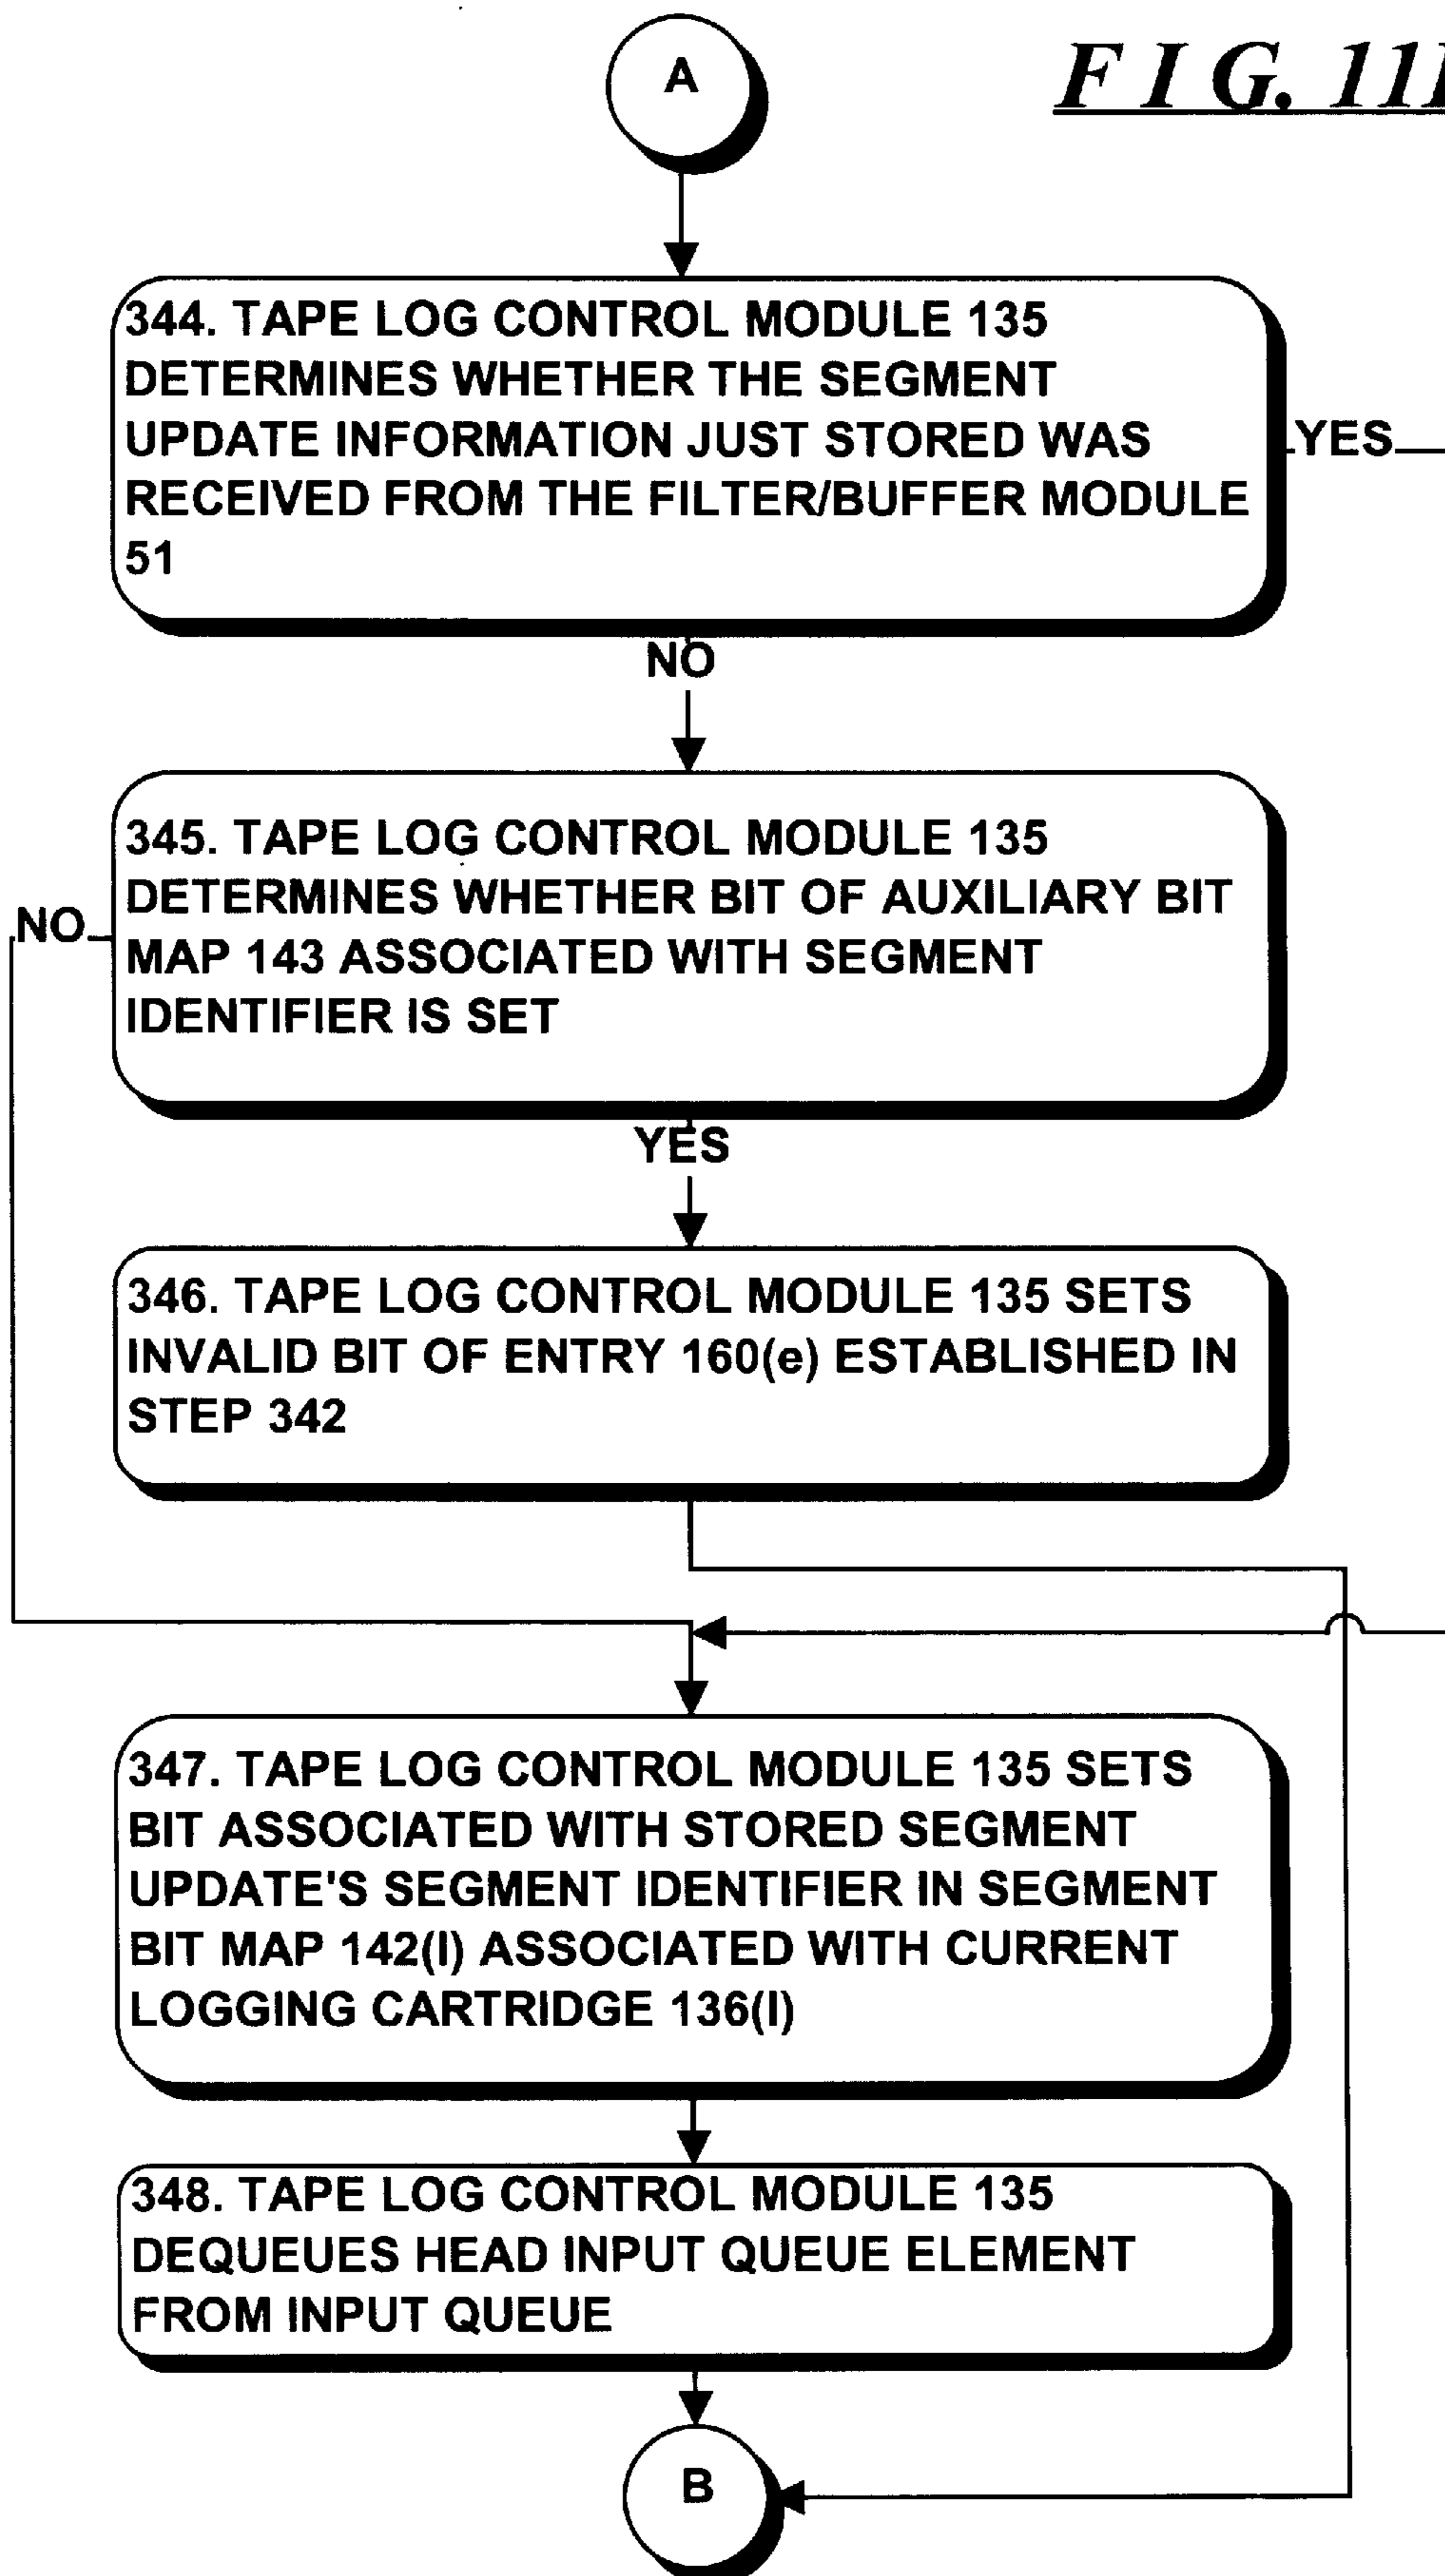 A
FIG. 11
344. TAPE LOG CONTROL MODULE 135
DETERMINES WHETHER THE SEGMENT
UPDATE INFORMATION JUST STORED WAS
RECEIVED FROM THE FILTER/BUFFER MODULE
51
YES
NO
345. TAPE LOG CONTROL MODULE 135
DETERMINES WHETHER BIT OF AUXILIARY BIT
MAP 143 ASSOCIATED WITH SEGMENT
IDENTIFIER IS SET
NO
YES
346. TAPE LOG CONTROL MODULE 135 SETS
INVALID BIT OF ENTRY 160(e) ESTABLISHED IN
STEP 342
347. TAPE LOG CONTROL MODULE 135 SETS
BIT ASSOCIATED WITH STORED SEGMENT
UPDATE'S SEGMENT IDENTIFIER IN SEGMENT
BIT MAP 142(I) ASSOCIATED WITH CURRENT
LOGGING CARTRIDGE 136(I)
348. TAPE LOG CONTROL MODULE 135
DEQUEUES HEAD INPUT QUEUE ELEMENT
FROM INPUT QUEUE
B